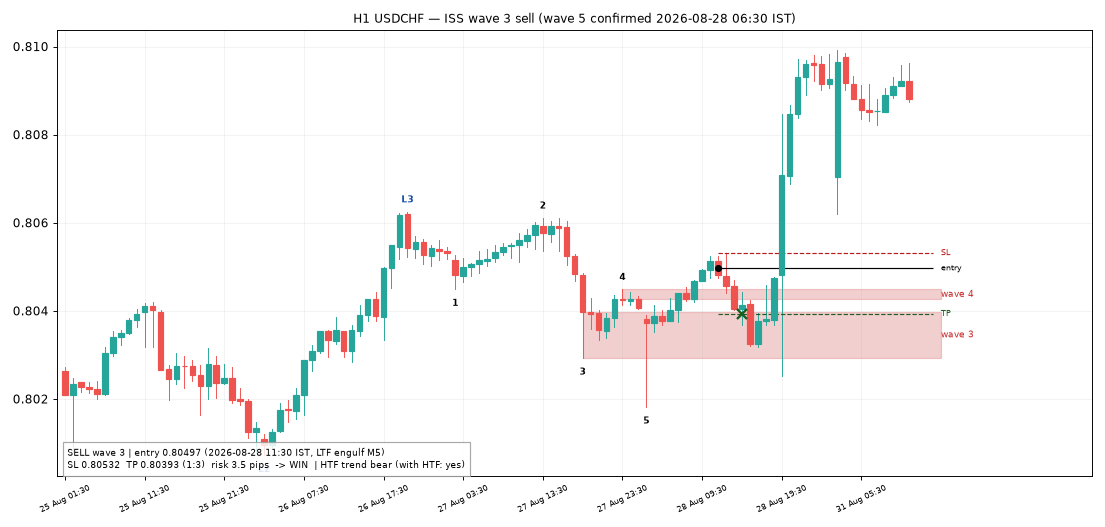 H1 USDCHF — ISS wave 3 sell (wave 5 confirmed 2026-08-28 06:30 IST)
0.810
0.808
0.806
0.804
0.802
L3
1
2
3
4
5
SL
entry
wave 4
TP
wave 3
SELL wave 3 | entry 0.80497 (2026-08-28 11:30 IST, LTF engulf M5)
SL 0.80532  TP 0.80393 (1:3)  risk 3.5 pips  -> WIN  | HTF trend bear (with HTF: yes)
25 Aug 01:30
25 Aug 11:30
25 Aug 21:30
26 Aug 07:30
26 Aug 17:30
27 Aug 03:30
27 Aug 13:30
27 Aug 23:30
28 Aug 09:30
28 Aug 19:30
31 Aug 05:30